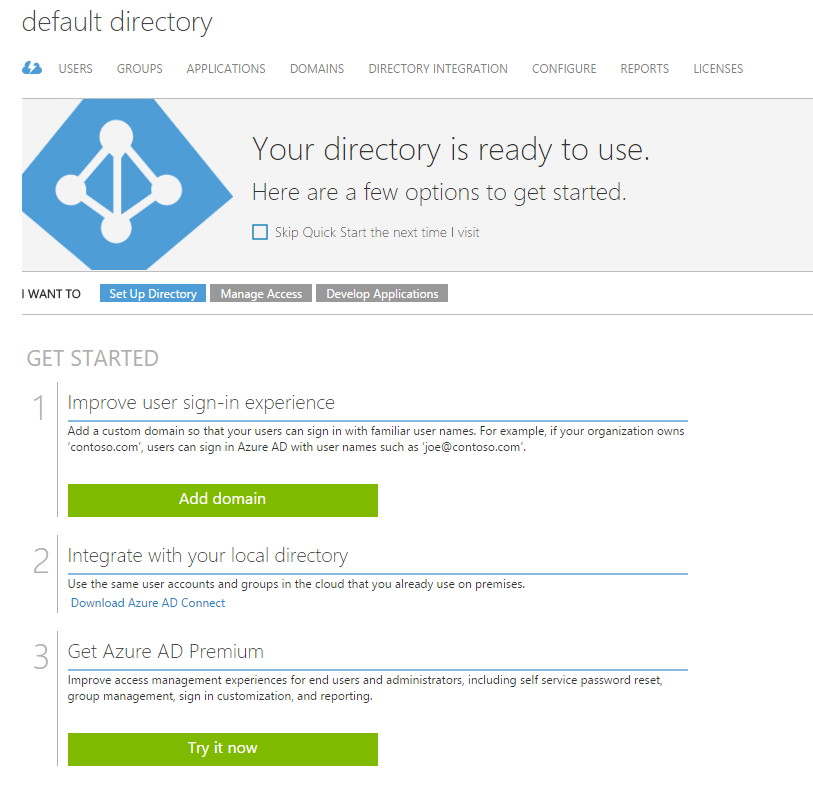 default directory
USERS GROUPS APPLICATIONS DOMAINS DIRECTORY INTEGRATION CONFIGURE REPORTS LICENSES
Your directory is ready to use.
Here are a few options to get started.
Skip Quick Start the next time I visit
I WANT TO Set Up Directory Manage Access Develop Applications
GET STARTED
1 Improve user sign-in experience
Add a custom domain so that your users can sign in with familiar user names. For example, if your organization owns
‘contoso.com’, users can sign in Azure AD with user names such as ‘joe@contoso.com’.
Add domain
2 Integrate with your local directory
Use the same user accounts and groups in the cloud that you already use on premises.
Download Azure AD Connect
3 Get Azure AD Premium
Improve access management experiences for end users and administrators, including self service password reset,
group management, sign in customization, and reporting.
Try it now